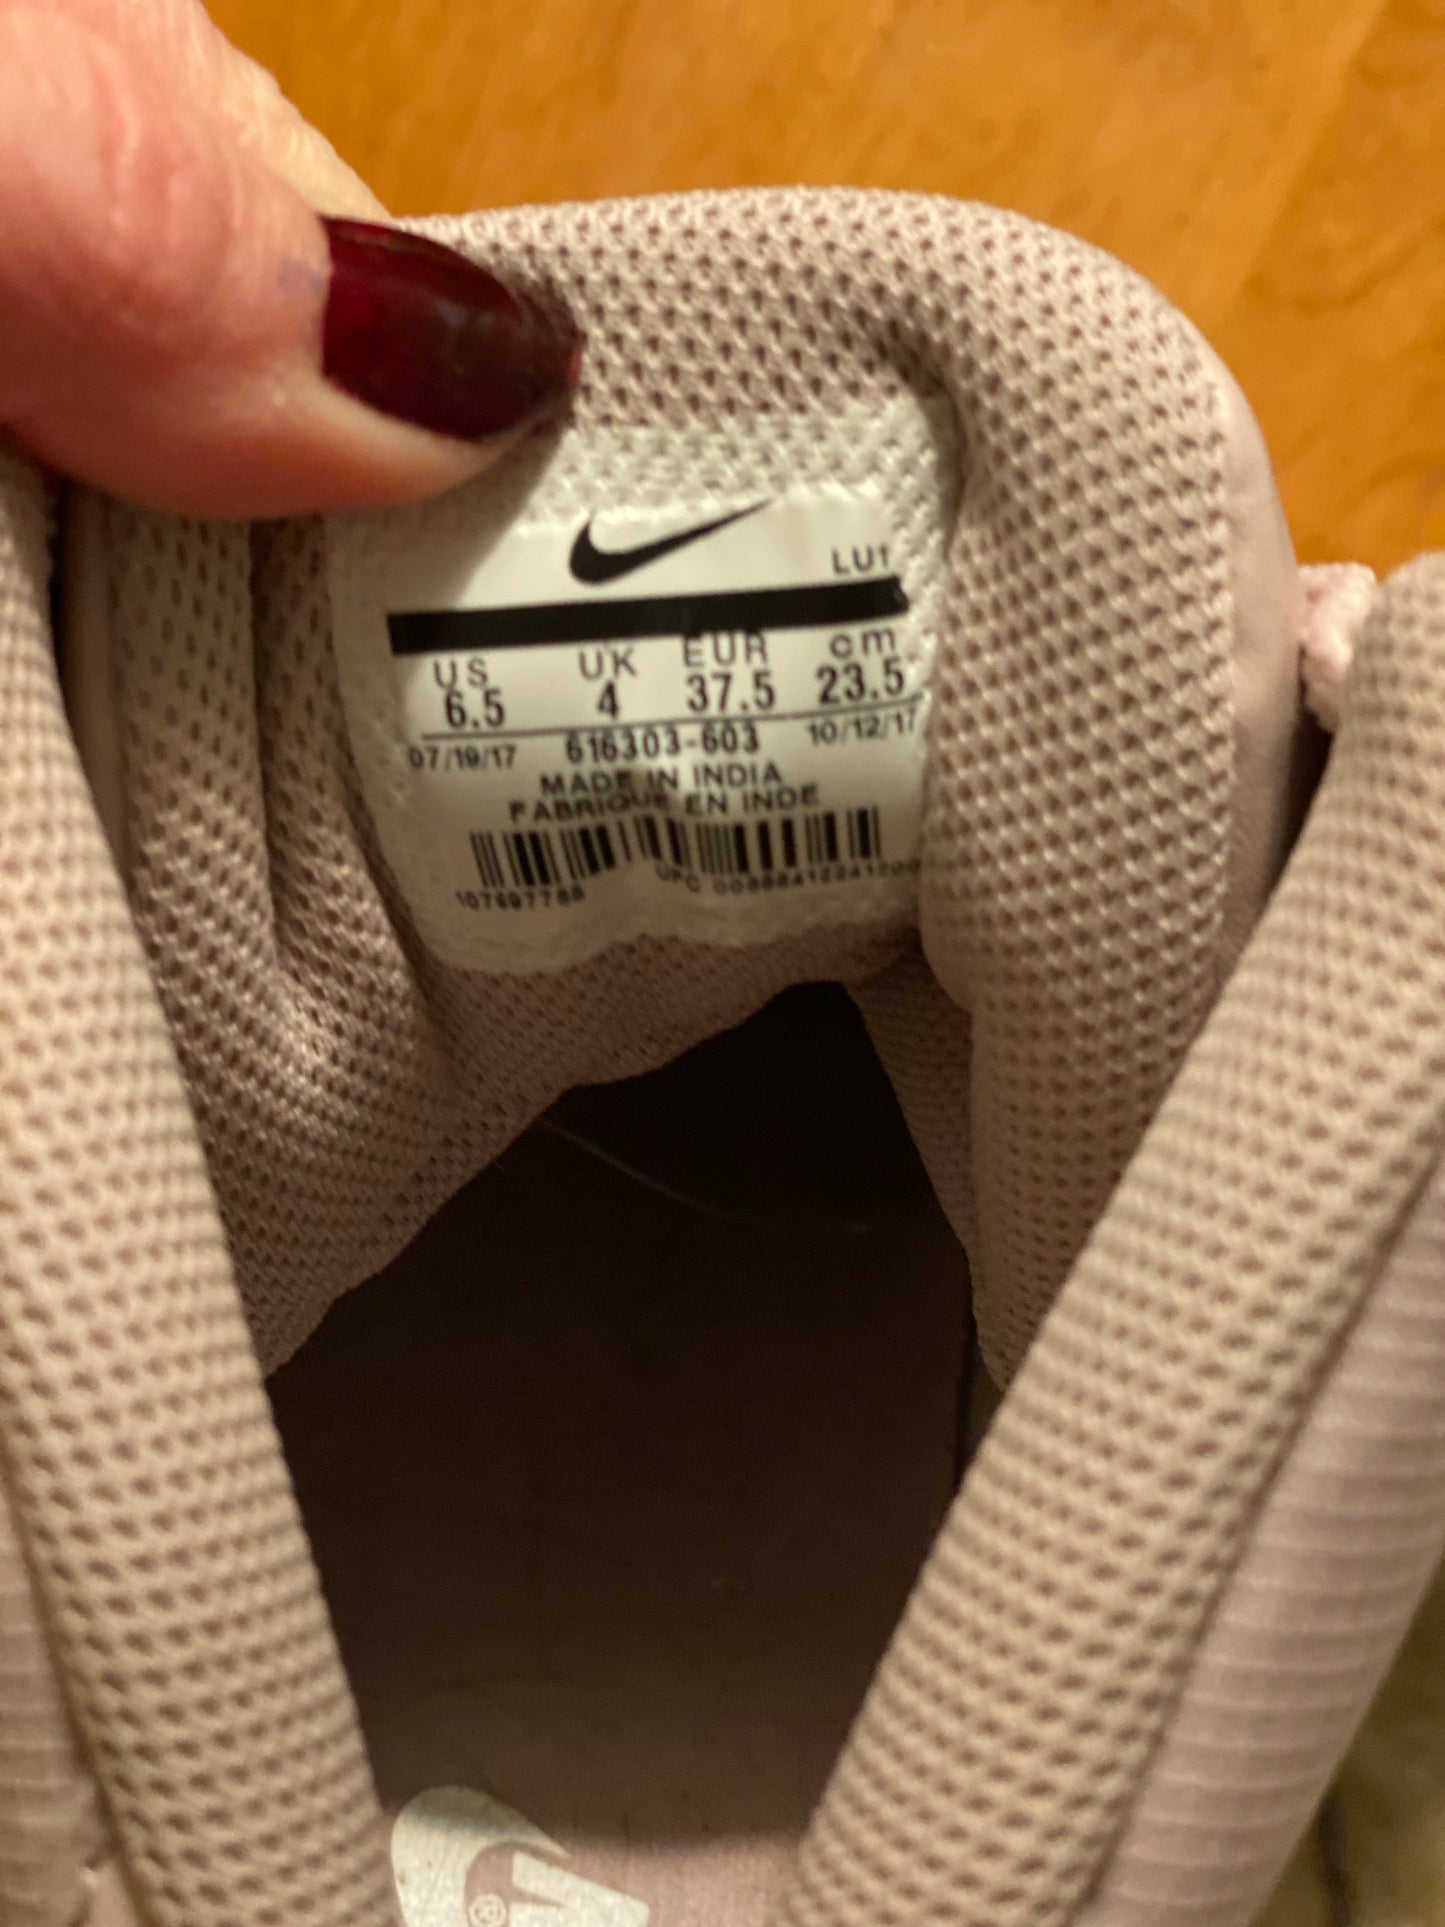 LU1
US UK EUR cm
6.5 4 37.5 23.5
07/19/17 616303-603 10/12/17
MADE IN INDIA
FABRIQUE EN INDE
UPC